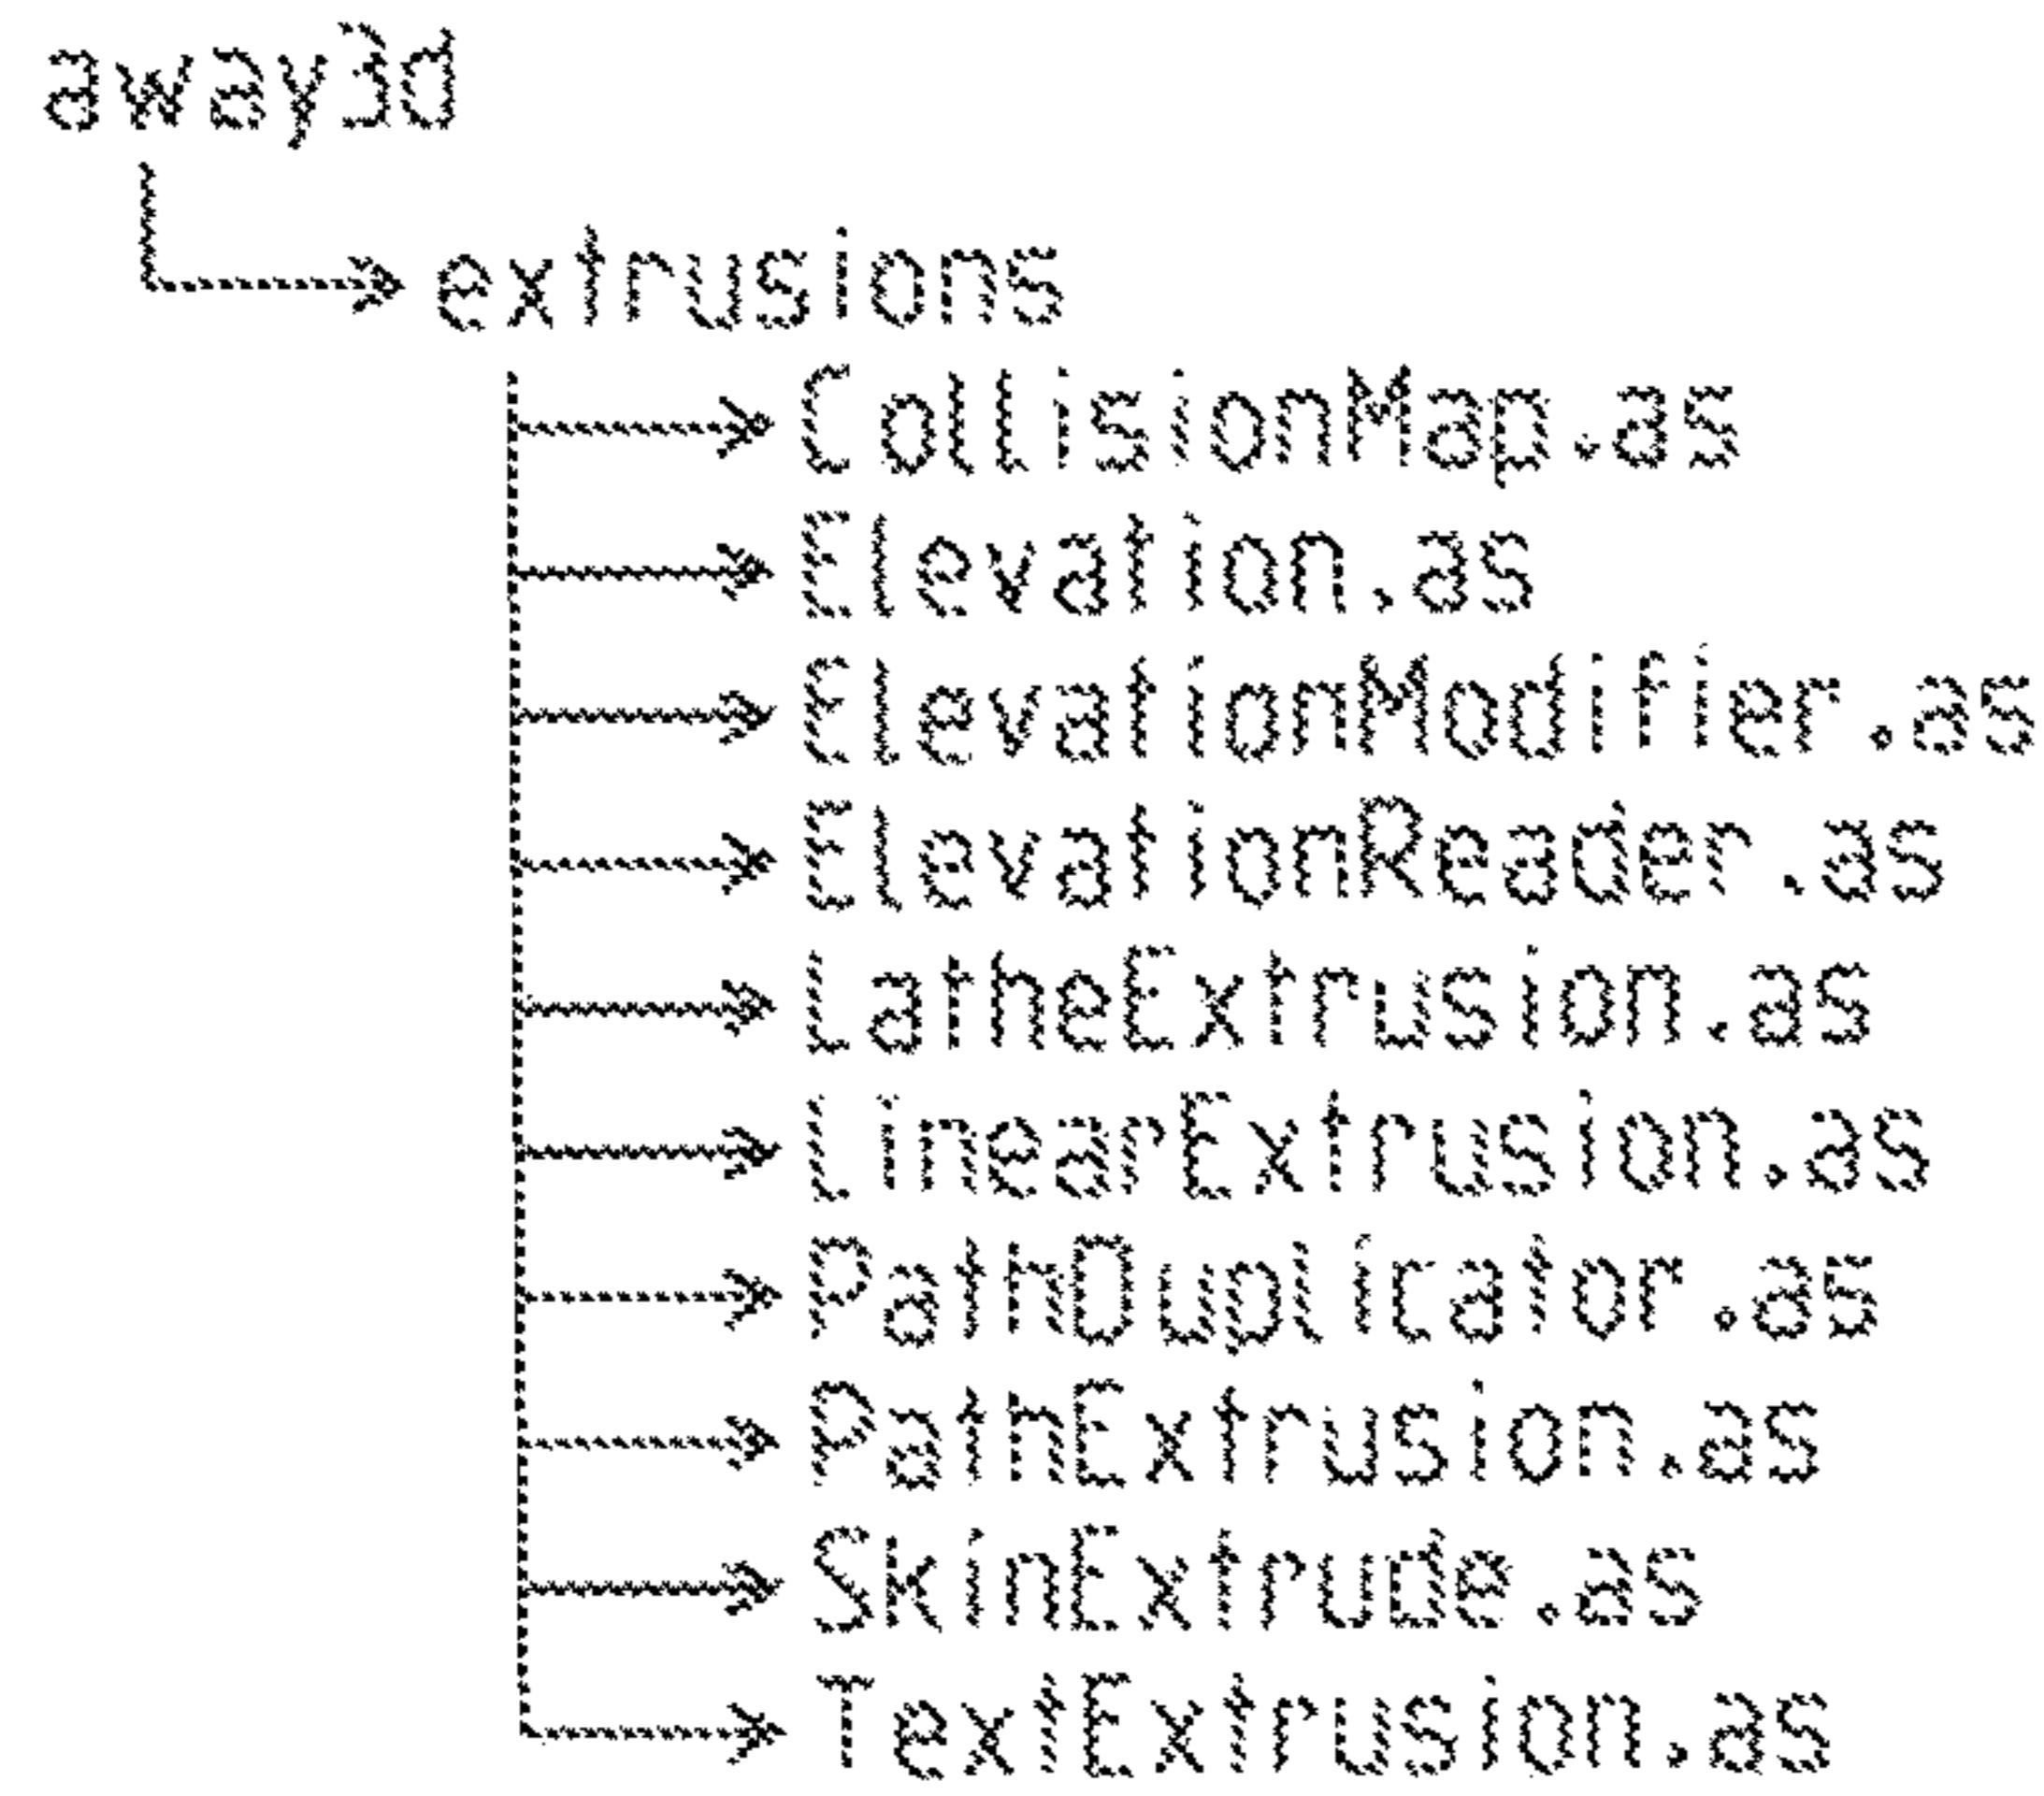 away3d
extrusions
CollisionMap.as
Elevation.as
ElevationModifier.as
ElevationReader.as
LatheExtrusion.as
LinearExtrusion.as
PathDuplicator.as
PathExtrusion.as
SkinExtrude.as
TextExtrusion.as